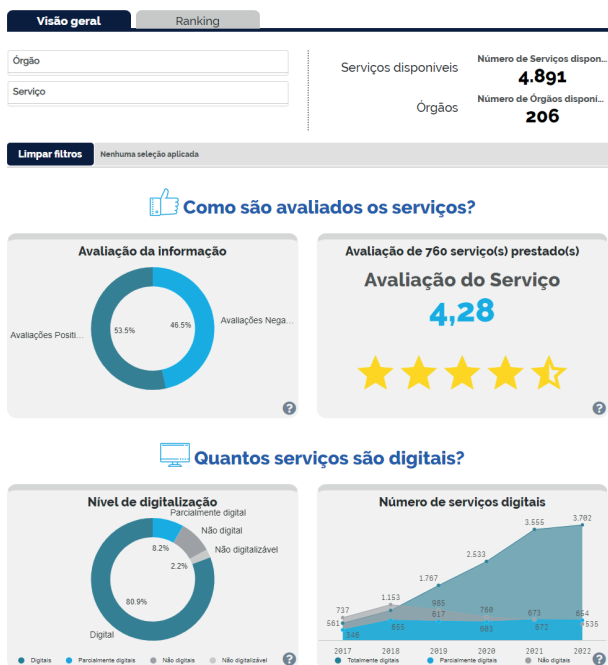 Visão geral
Ranking
Órgão
Serviço
Serviços disponíveis
Número de Serviços dispon...
4.891
Órgãos
Número de Órgãos disponí...
206
Limpar filtros
Nenhuma seleção aplicada
Como são avaliados os serviços?
Avaliação da informação
Avaliações Positi...
53.5%
46.5%
Avaliações Nega...
?
Avaliação de 760 serviço(s) prestado(s)
Avaliação do Serviço
4,28
?
Quantos serviços são digitais?
Nível de digitalização
Parcialmente digital
Não digital
Não digitalizável
8.2%
2.2%
80.9%
Digital
Digitais
Parcialmente digitais
Não digitais
Não digitalizável
?
Número de serviços digitais
3.702
3.555
2.533
1.767
1.153
985
737
760
673
654
561
617
346
655
603
672
535
2017
2018
2019
2020
2021
2022
Totalmente digitais
Parcialmente digitais
Não digitais
?